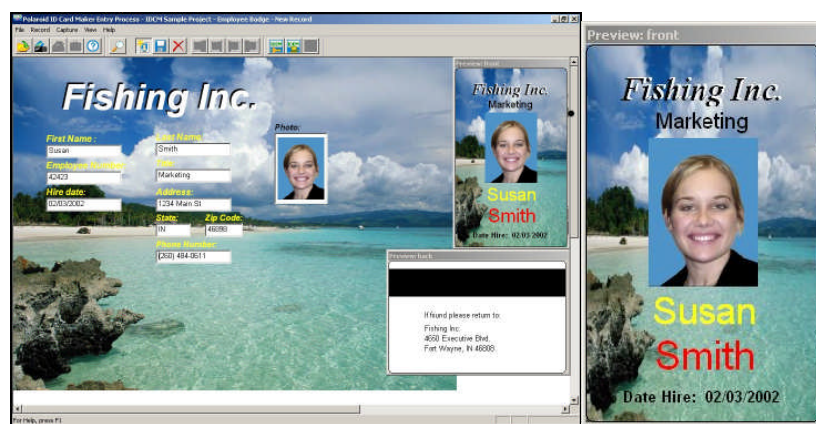 Polaroid ID Card Maker Entry Process - IDCM Sample Project - Employee Badge - New Record
File Record Capture View Help
Fishing Inc.
First Name :
Susan
Last Name:
Smith
Employee Number:
42423
Title:
Marketing
Hire date:
02/03/2002
Address:
1234 Main St
State:
IN
Zip Code:
46898
Phone Number:
(260) 484-0611
Photo:
Preview: front
Fishing Inc.
Marketing
Susan
Smith
Date Hire: 02/03/2002
Preview: back
If found please return to:
Fishing Inc.
4660 Executive Blvd.
Fort Wayne, IN 46808
For Help, press F1
Preview: front
Fishing Inc.
Marketing
Susan
Smith
Date Hire: 02/03/2002